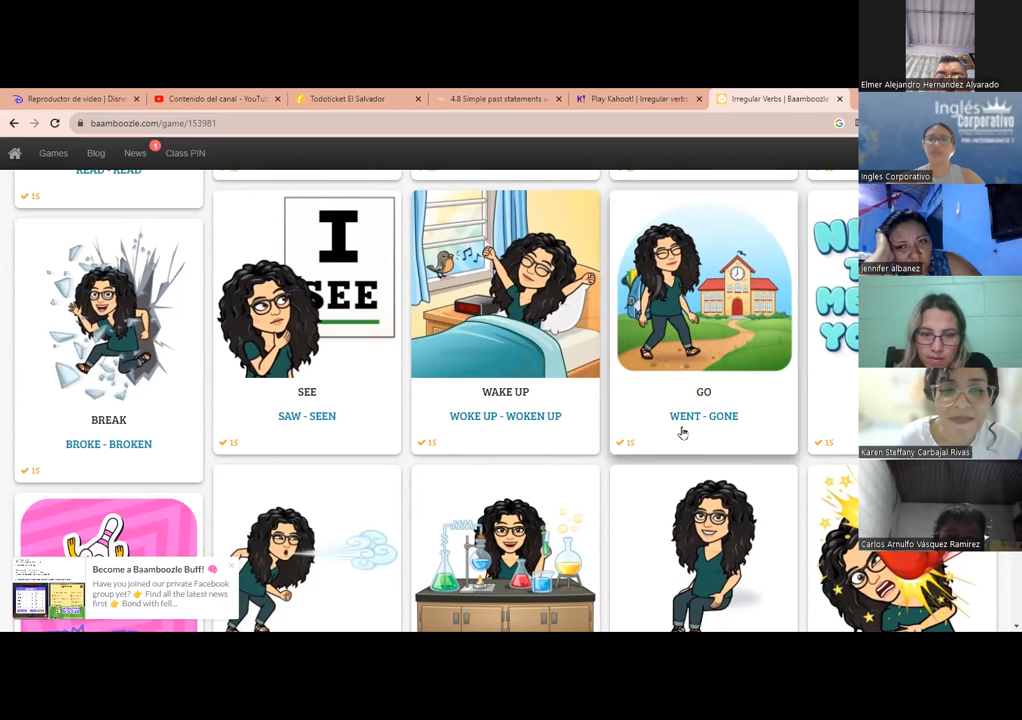 Reproductor de video | Disne
Contenido del canal - YouTu
Todoticket El Salvador
4.8 Simple past statements w
Play Kahoot! | Irregular verbs
Irregular Verbs | Baamboozle
baamboozle.com/game/153981
Games
Blog
News
Class PIN
READ - READ
15
BREAK
BROKE - BROKEN
15
I
SEE
SEE
SAW - SEEN
15
WAKE UP
WOKE UP - WOKEN UP
15
GO
WENT - GONE
15
15
Become a Baamboozle Buff!
Have you joined our private Facebook
group yet? Find all the latest news
first Bond with fell...
Elmer Alejandro Hernandez Alvarado
Inglés
Corporativo
Ingles Corporativo
jennifer albanez
Karen Steffany Carbajal Rivas
Carlos Arnulfo Vásquez Ramirez